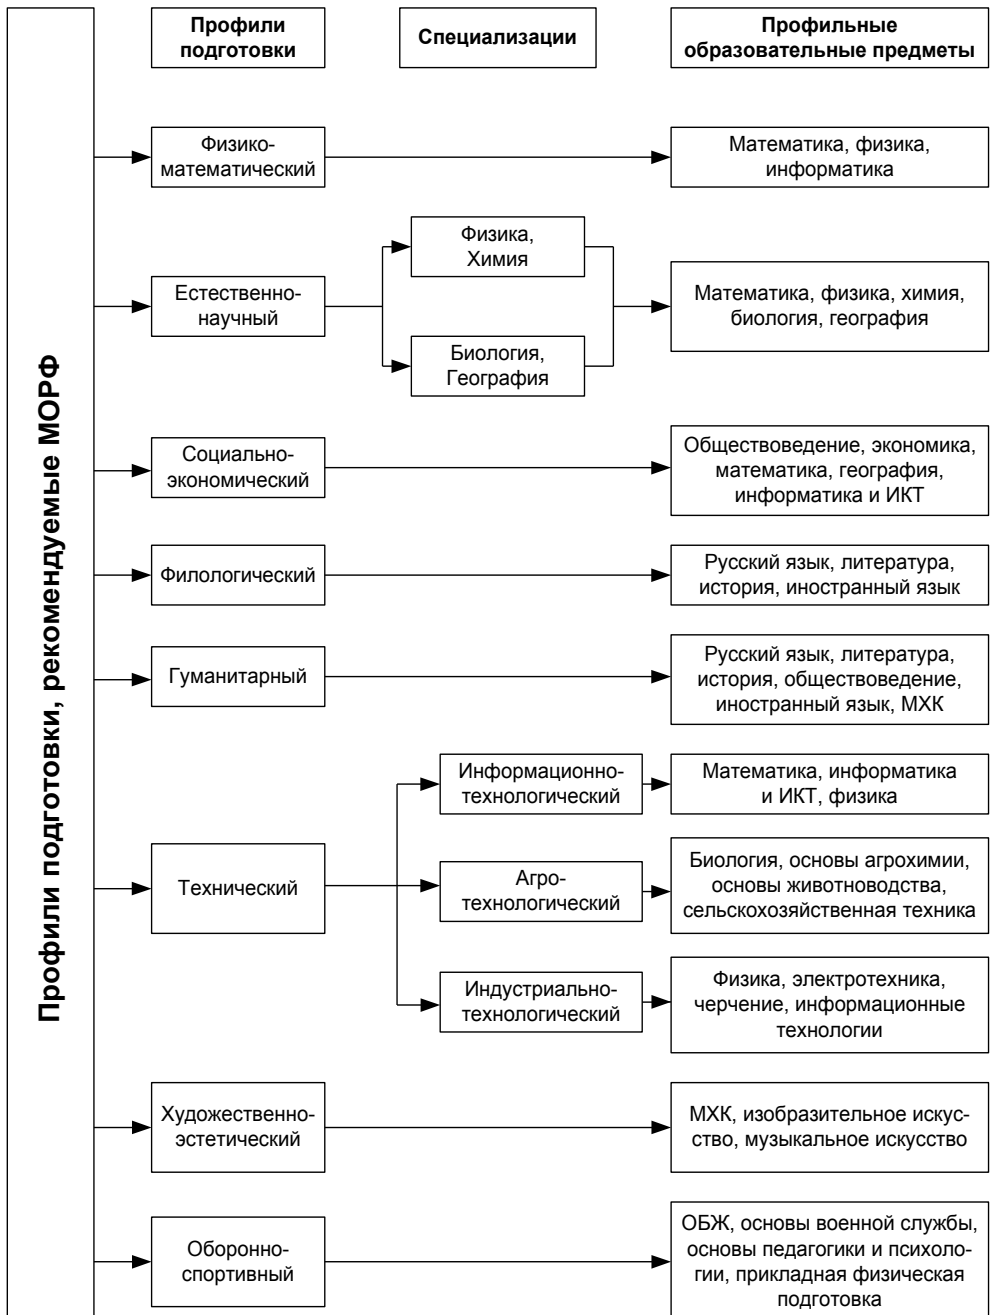 Профили подготовки, рекомендуемые МОРФ
Профили
подготовки
Специализации
Профильные
образовательные предметы
Физико-
математический
Математика, физика,
информатика
Естественно-
научный
Физика,
Химия
Биология,
География
Математика, физика, химия,
биология, география
Социально-
экономический
Обществоведение, экономика,
математика, география,
информатика и ИКТ
Филологический
Русский язык, литература,
история, иностранный язык
Гуманитарный
Русский язык, литература,
история, обществоведение,
иностранный язык, МХК
Технический
Информационно-
технологический
Математика, информатика
и ИКТ, физика
Агро-
технологический
Биология, основы агрохимии,
основы животноводства,
сельскохозяйственная техника
Индустриально-
технологический
Физика, электротехника,
черчение, информационные
технологии
Художественно-
эстетический
МХК, изобразительное искус-
ство, музыкальное искусство
Оборонно-
спортивный
ОБЖ, основы военной службы,
основы педагогики и психоло-
гии, прикладная физическая
подготовка